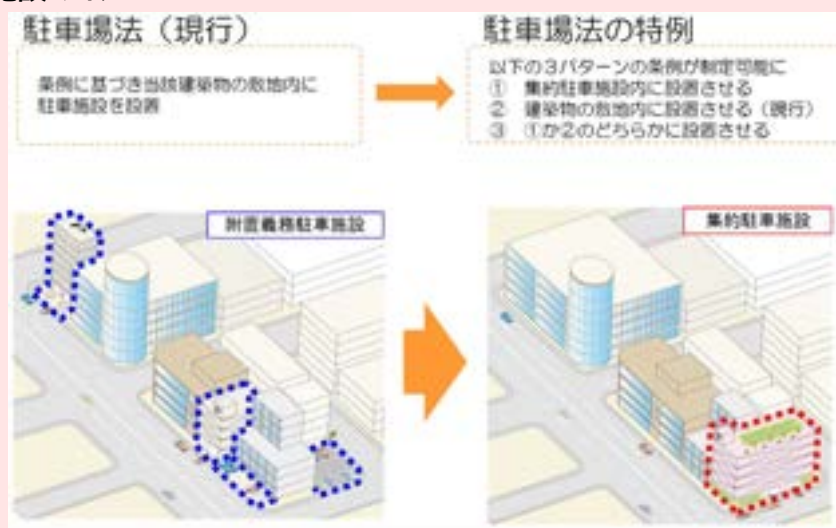 駐車場法（現行）
条例に基づき当該建築物の敷地内に
駐車施設を設置
駐車場法の特例
以下の3パターンの条例が制定可能に
① 集約駐車施設内に設置させる
② 建築物の敷地内に設置させる（現行）
③ ①か②のどちらかに設置させる
附置義務駐車施設
集約駐車施設